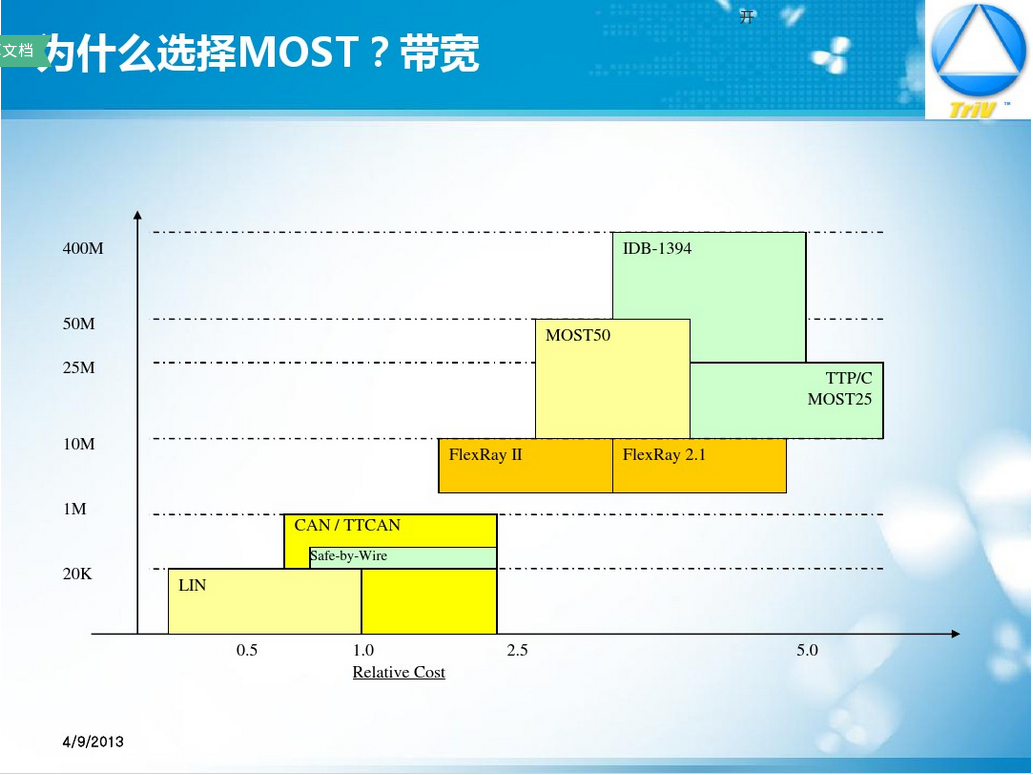 开
文档
为什么选择MOST？带宽
TriV ™
400M
IDB-1394
50M
MOST50
25M
TTP/C
MOST25
10M
FlexRay II
FlexRay 2.1
1M
CAN / TTCAN
Safe-by-Wire
20K
LIN
0.5 1.0 2.5 5.0
Relative Cost
4/9/2013